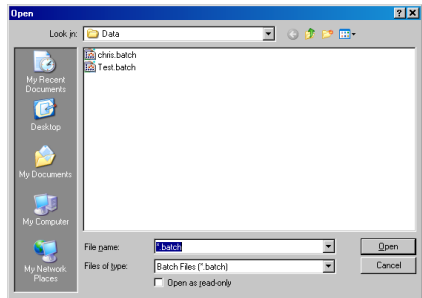 Open
Look in: Data
chris.batch
Test.batch
My Recent
Documents
Desktop
My Documents
My Computer
My Network
Places
File name: *.batch
Open
Files of type: Batch Files (*.batch)
Cancel
Open as read-only